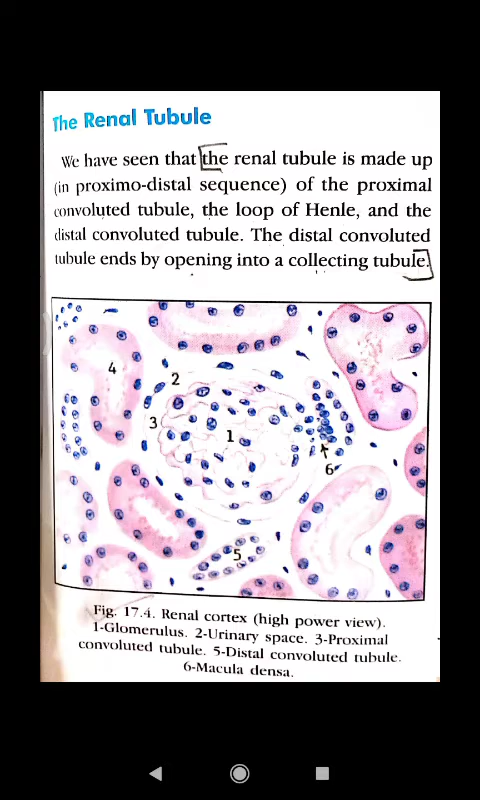 The Renal Tubule
We have seen that the renal tubule is made up
(in proximo-distal sequence) of the proximal
convoluted tubule, the loop of Henle, and the
distal convoluted tubule. The distal convoluted
tubule ends by opening into a collecting tubule.
4
2
3
1
6
5
Fig. 17.4. Renal cortex (high power view).
1-Glomerulus. 2-Urinary space. 3-Proximal
convoluted tubule. 5-Distal convoluted tubule.
6-Macula densa.